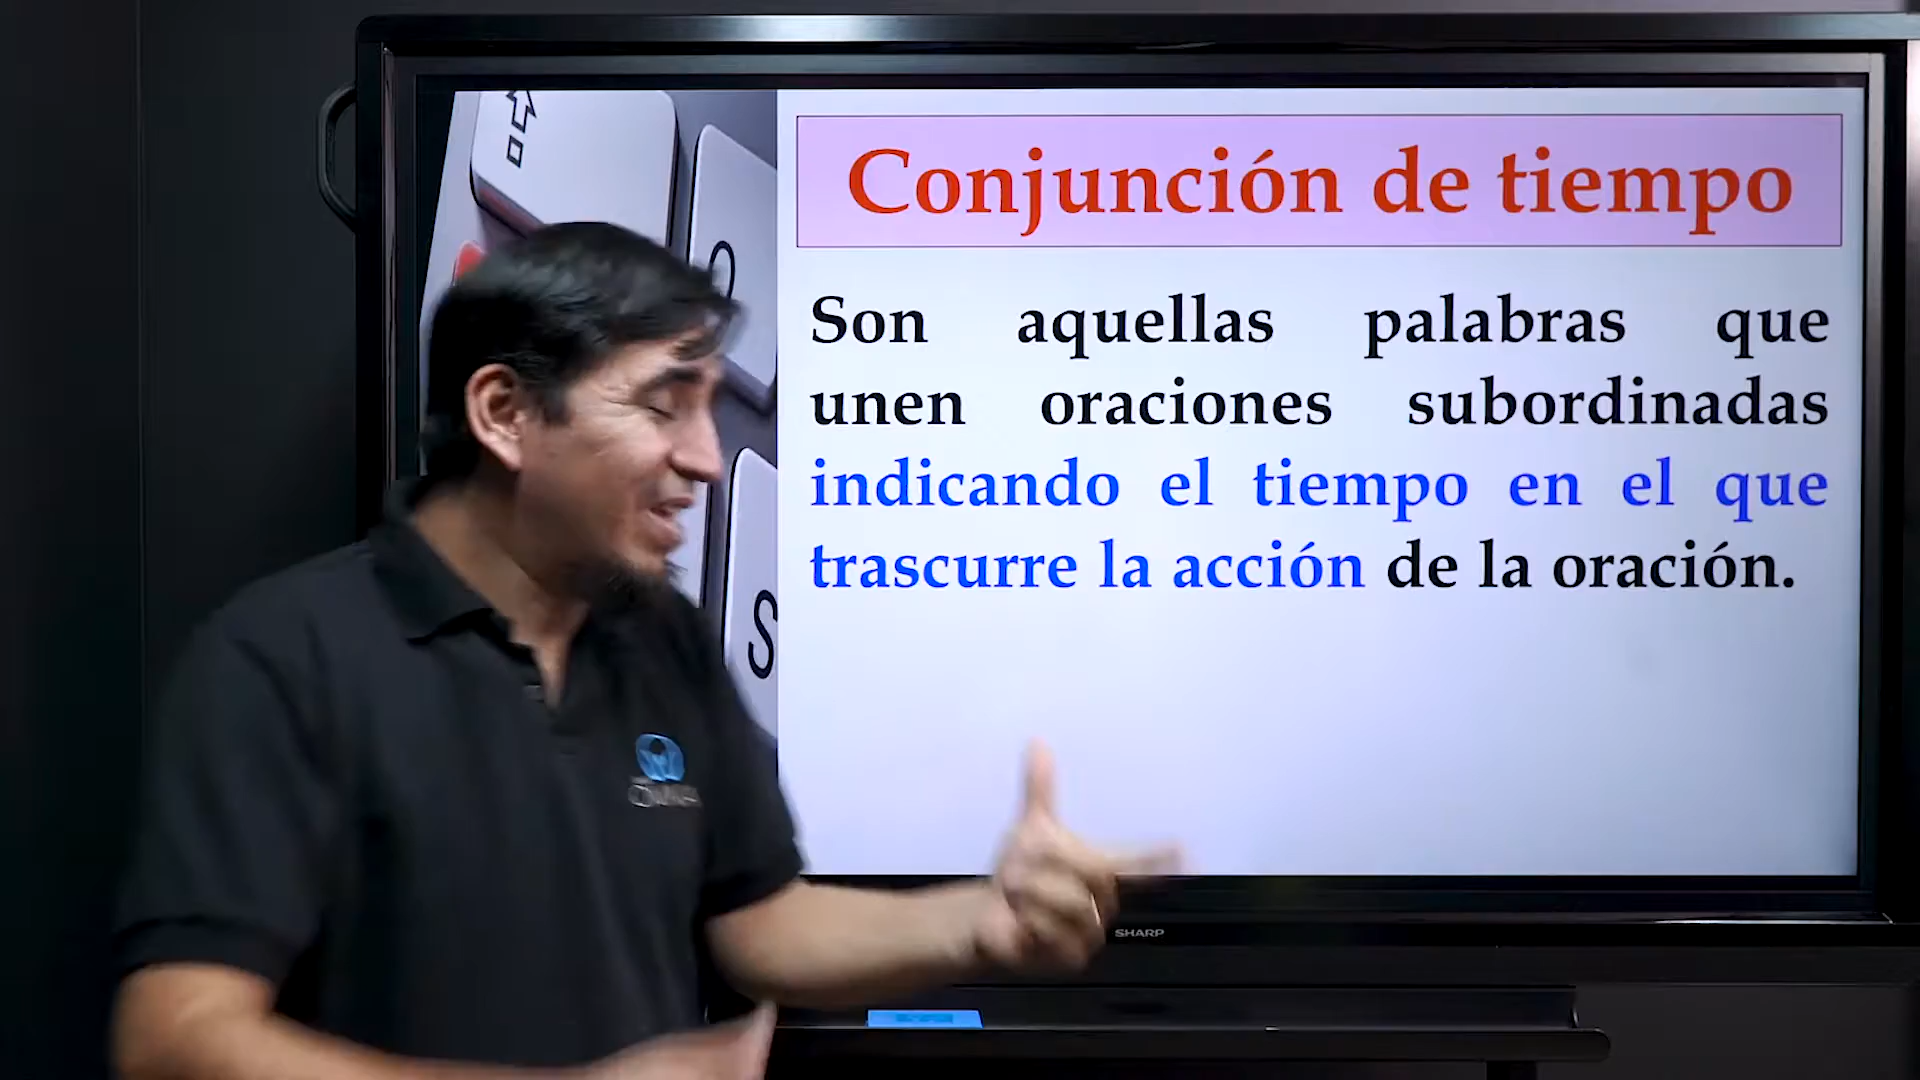 Conjunción de tiempo
Son aquellas palabras que
unen oraciones subordinadas
indicando el tiempo en el que
trascurre la acción de la oración.
S
SHARP